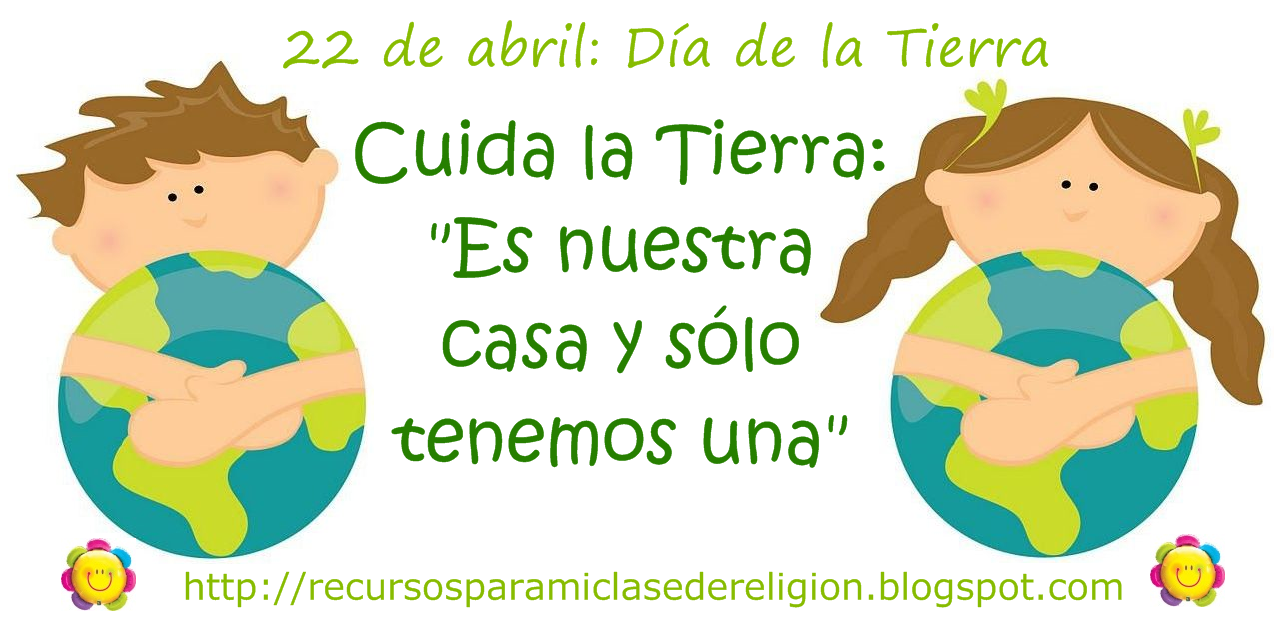 22 de abril: Día de la Tierra
Cuida la Tierra:
"Es nuestra
casa y sólo
tenemos una"
http://recursosparamiclasedereligion.blogspot.com